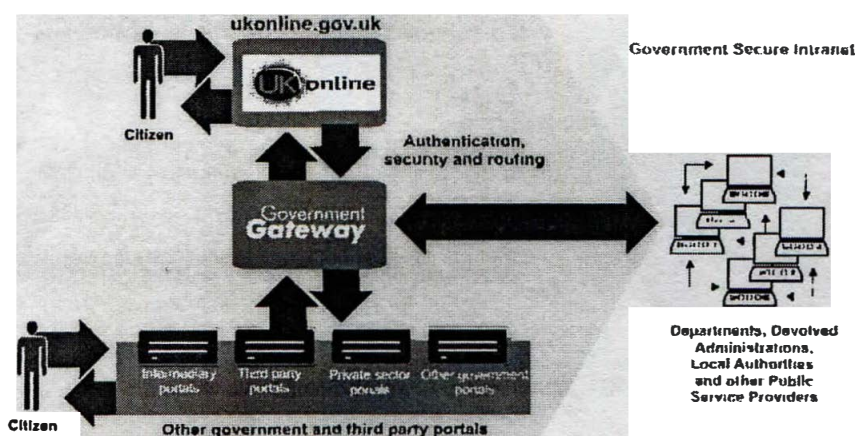 ukonline.gov.uk
Government Secure Intranet
UK online
Citizen
Authentication,
security and routing
Government
Gateway
Intermediary
portals
Third party
portals
Private sector
portals
Other government
portals
Citizen
Other government and third party portals
Departments, Devolved
Administrations,
Local Authorities
and other Public
Service Providers